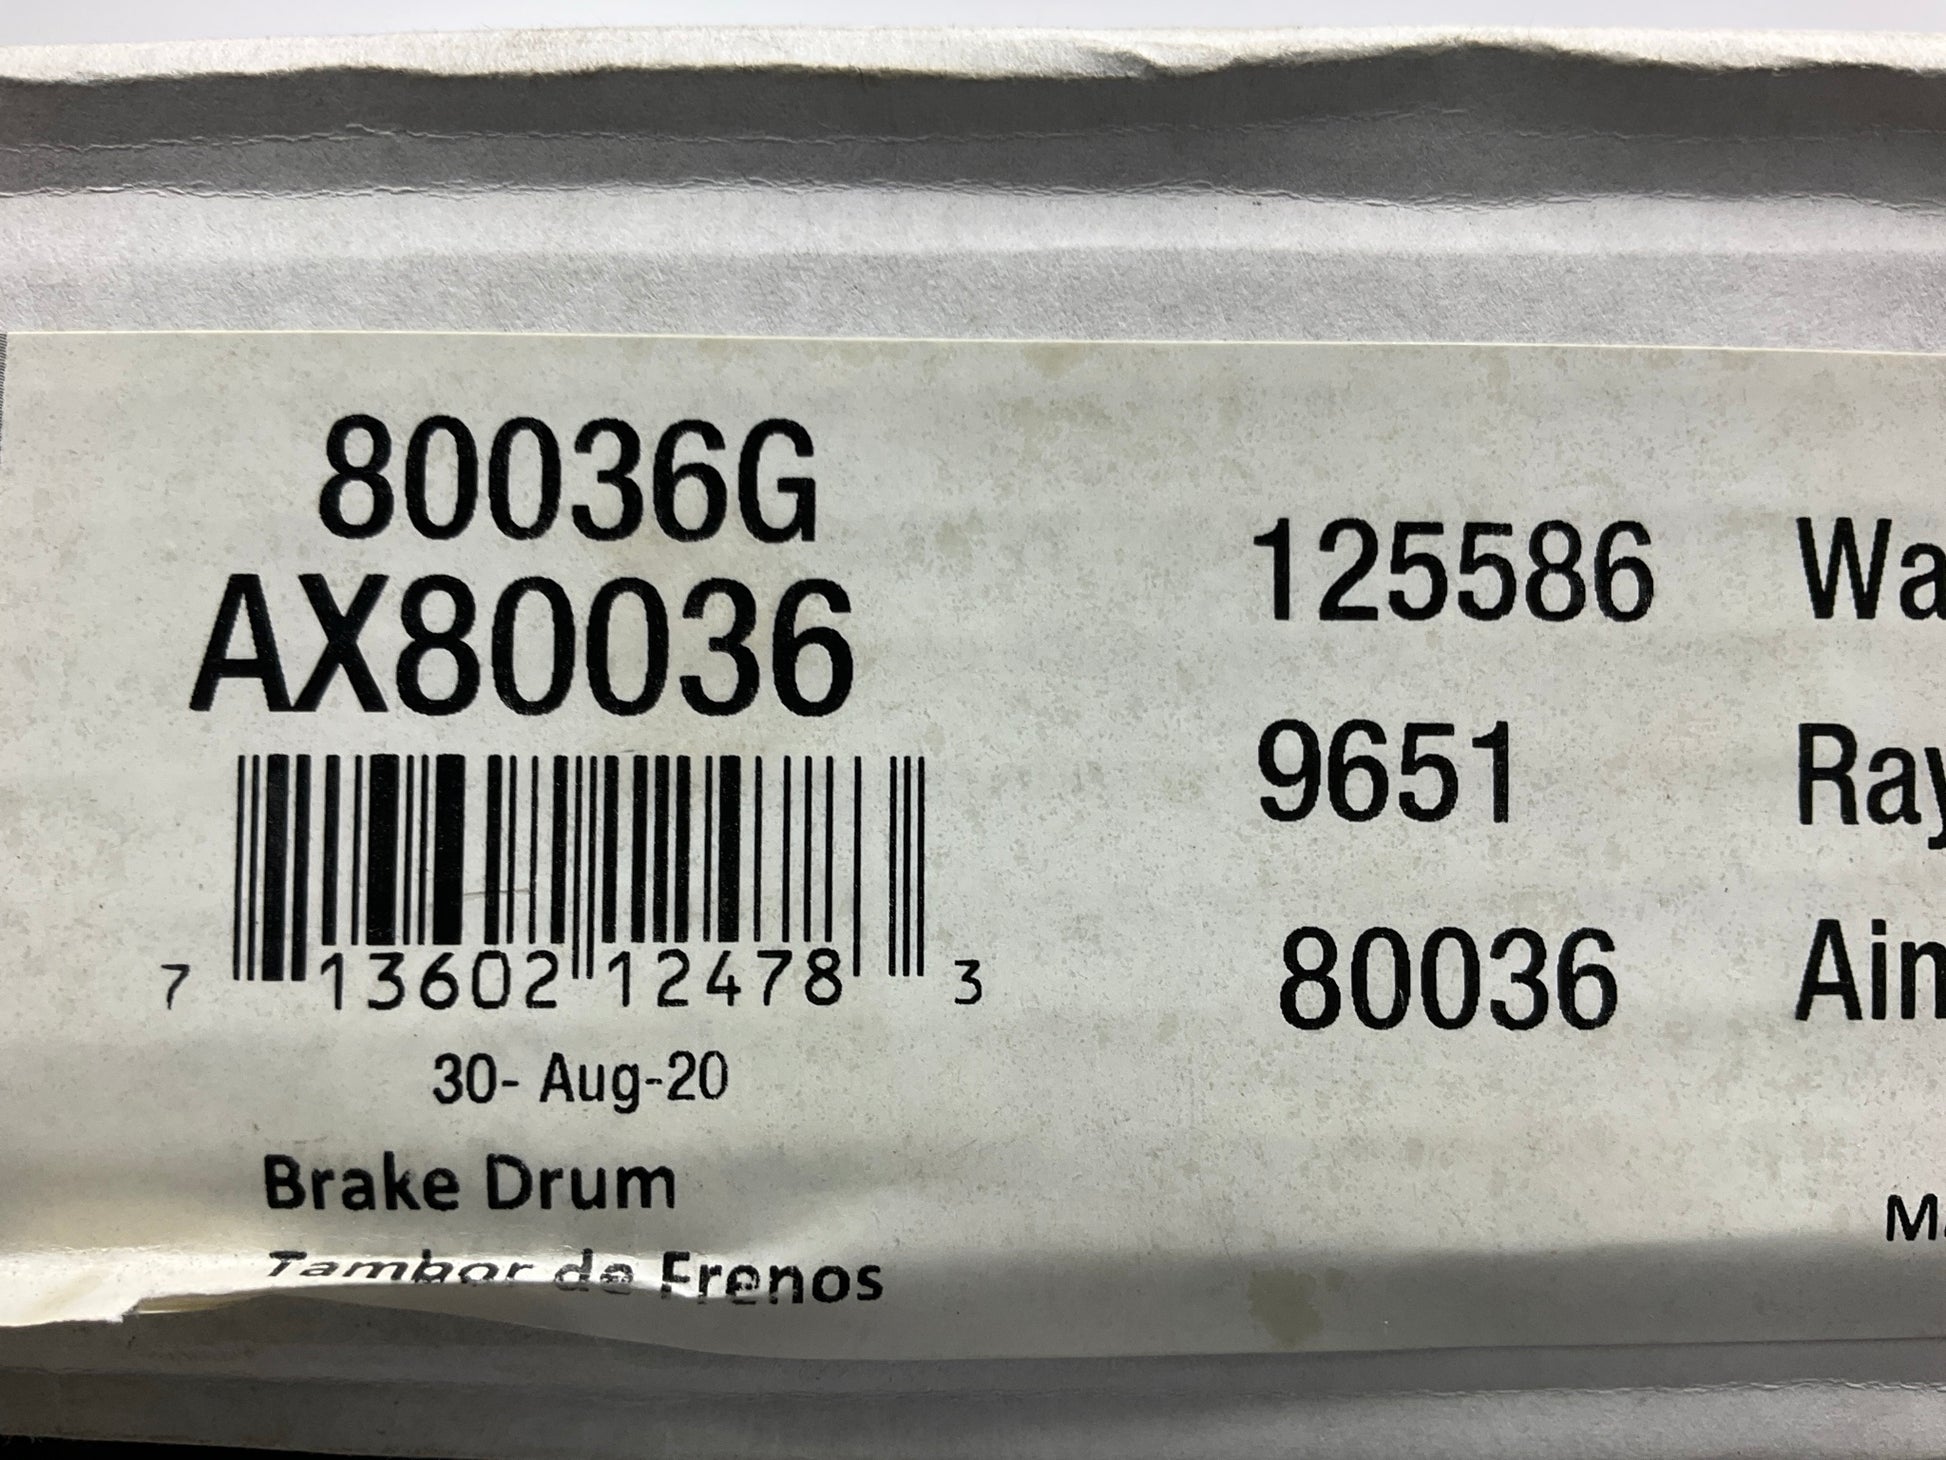 80036G
AX80036
7 13602 12478 3
30- Aug-20
Brake Drum
Tambor de Frenos
125586 Wa
9651 Ray
80036 Ain
Ma